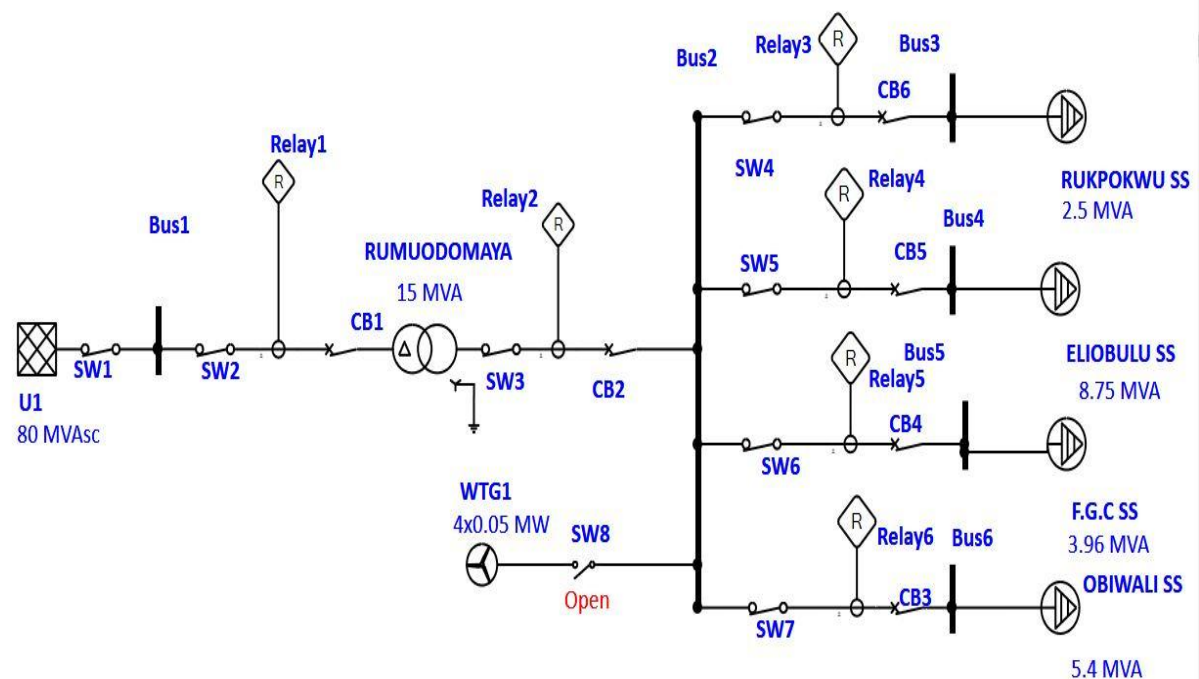 Relay3
R
Bus3
Bus2
CB6
Relay1
R
SW4
Relay4
R
RUKPOKWU SS
2.5 MVA
Relay2
R
Bus4
Bus1
RUMUODOMAYA
15 MVA
SW5
CB5
CB1
SW1
SW2
SW3
CB2
U1
80 MVAsc
Bus5
Relay5
R
ELIOBULU SS
8.75 MVA
CB4
SW6
WTG1
4x0.05 MW
SW8
Open
R
Relay6
Bus6
F.G.C SS
3.96 MVA
OBIWALI SS
CB3
SW7
5.4 MVA